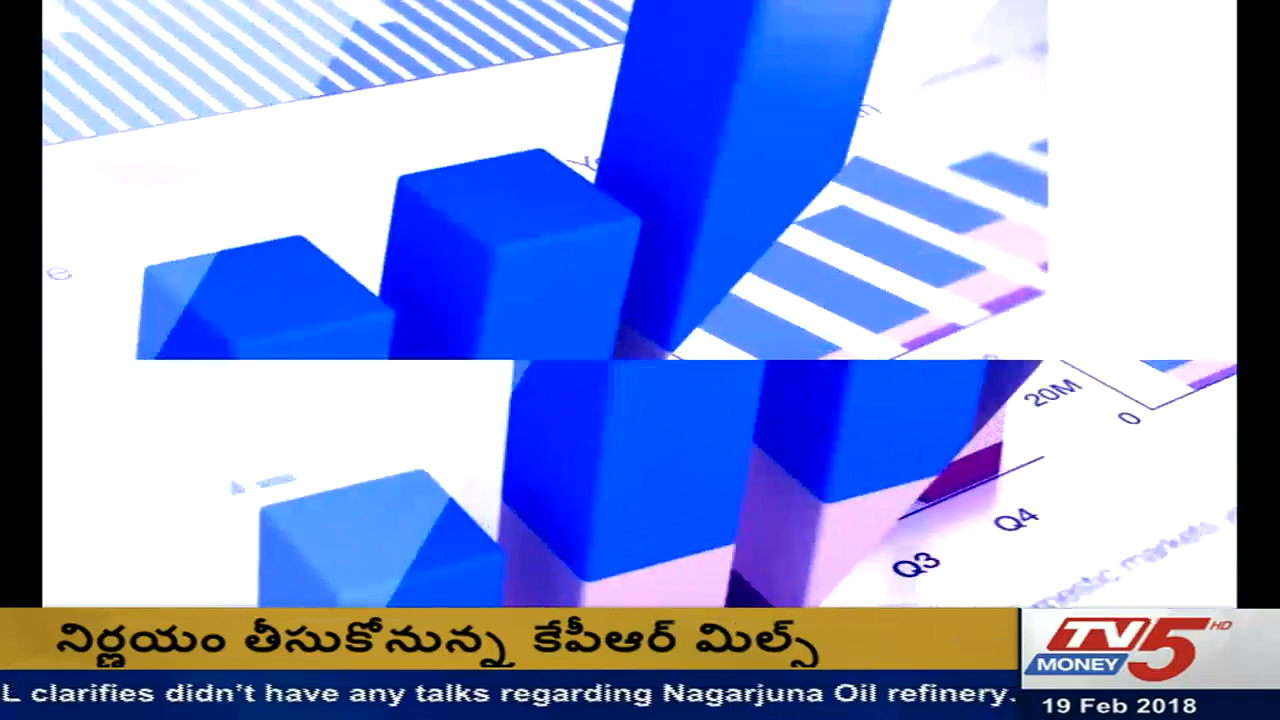 20M
0
Q4
Q3
నిర్ణయం తీసుకోనున్న కేపీఆర్ మిల్స్
TV5 HD
MONEY
L clarifies didn't have any talks regarding Nagarjuna Oil refinery.
19 Feb 2018